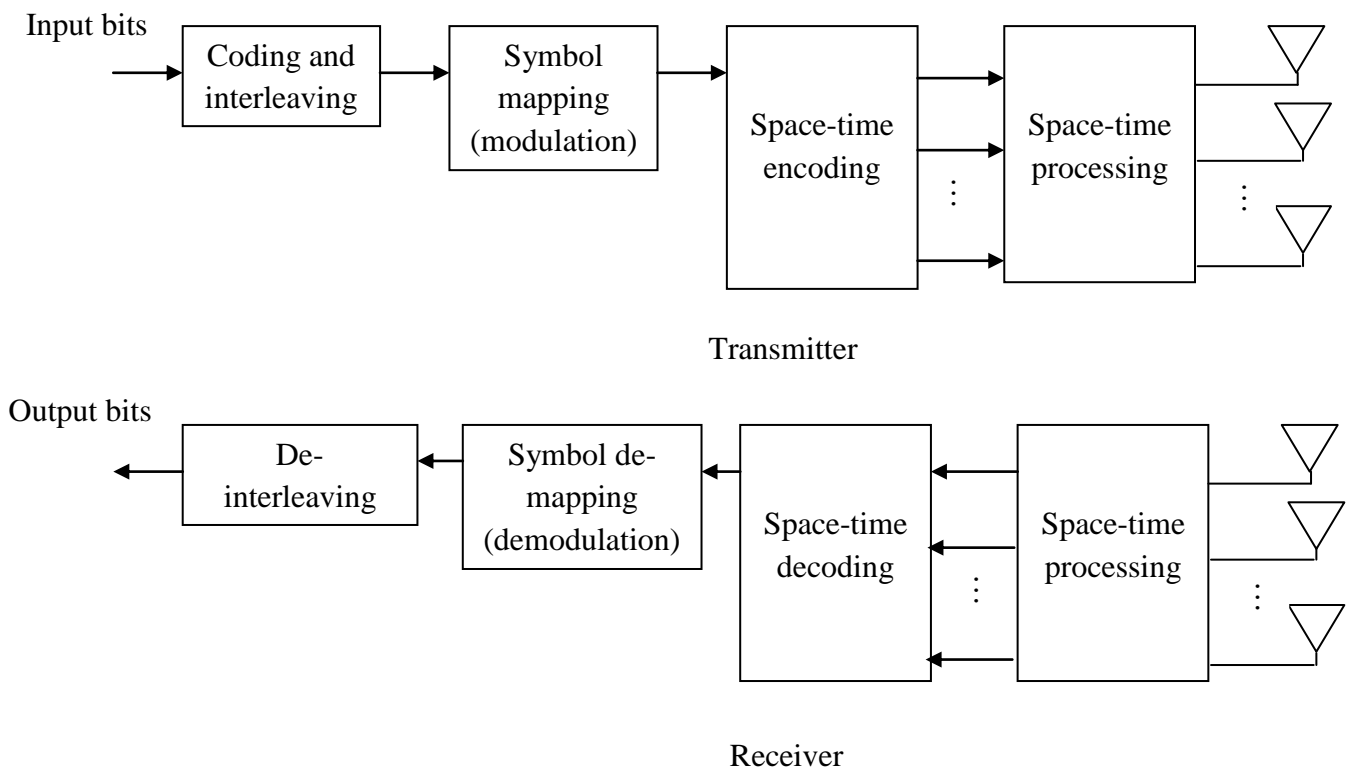 Input bits
Coding and
interleaving
Symbol
mapping
(modulation)
Space-time
encoding
...
Space-time
processing
...
Transmitter
Output bits
De-
interleaving
Symbol de-
mapping
(demodulation)
Space-time
decoding
...
Space-time
processing
...
Receiver